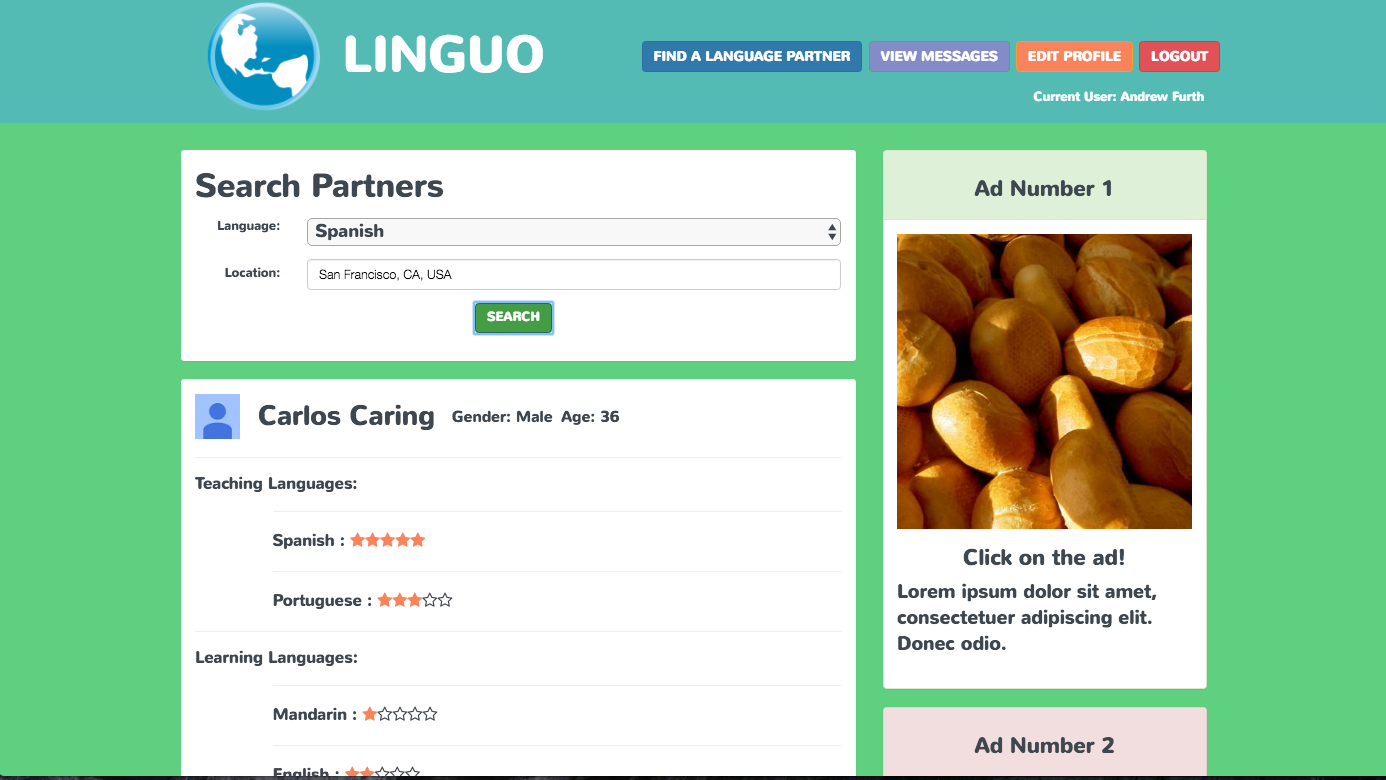 LINGUO
FIND A LANGUAGE PARTNER
VIEW MESSAGES
EDIT PROFILE
LOGOUT
Current User: Andrew Furth
Search Partners
Language:
Spanish
Location:
San Francisco, CA, USA
SEARCH
Carlos Caring Gender: Male Age: 36
Teaching Languages:
Spanish : ★★★★★
Portuguese : ★★★☆☆
Learning Languages:
Mandarin : ★☆☆☆☆
English : ★★☆☆☆
Ad Number 1
Click on the ad!
Lorem ipsum dolor sit amet,
consectetuer adipiscing elit.
Donec odio.
Ad Number 2